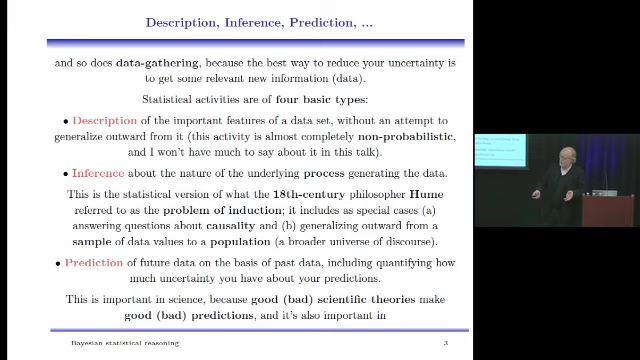 Description, Inference, Prediction, ...
and so does data-gathering, because the best way to reduce your uncertainty is
to get some relevant new information (data).
Statistical activities are of four basic types:
• Description of the important features of a data set, without an attempt to
generalize outward from it (this activity is almost completely non-probabilistic,
and I won't have much to say about it in this talk).
• Inference about the nature of the underlying process generating the data.
This is the statistical version of what the 18th-century philosopher Hume
referred to as the problem of induction; it includes as special cases (a)
answering questions about causality and (b) generalizing outward from a
sample of data values to a population (a broader universe of discourse).
• Prediction of future data on the basis of past data, including quantifying how
much uncertainty you have about your predictions.
This is important in science, because good (bad) scientific theories make
good (bad) predictions, and it's also important in
Bayesian statistical reasoning 3